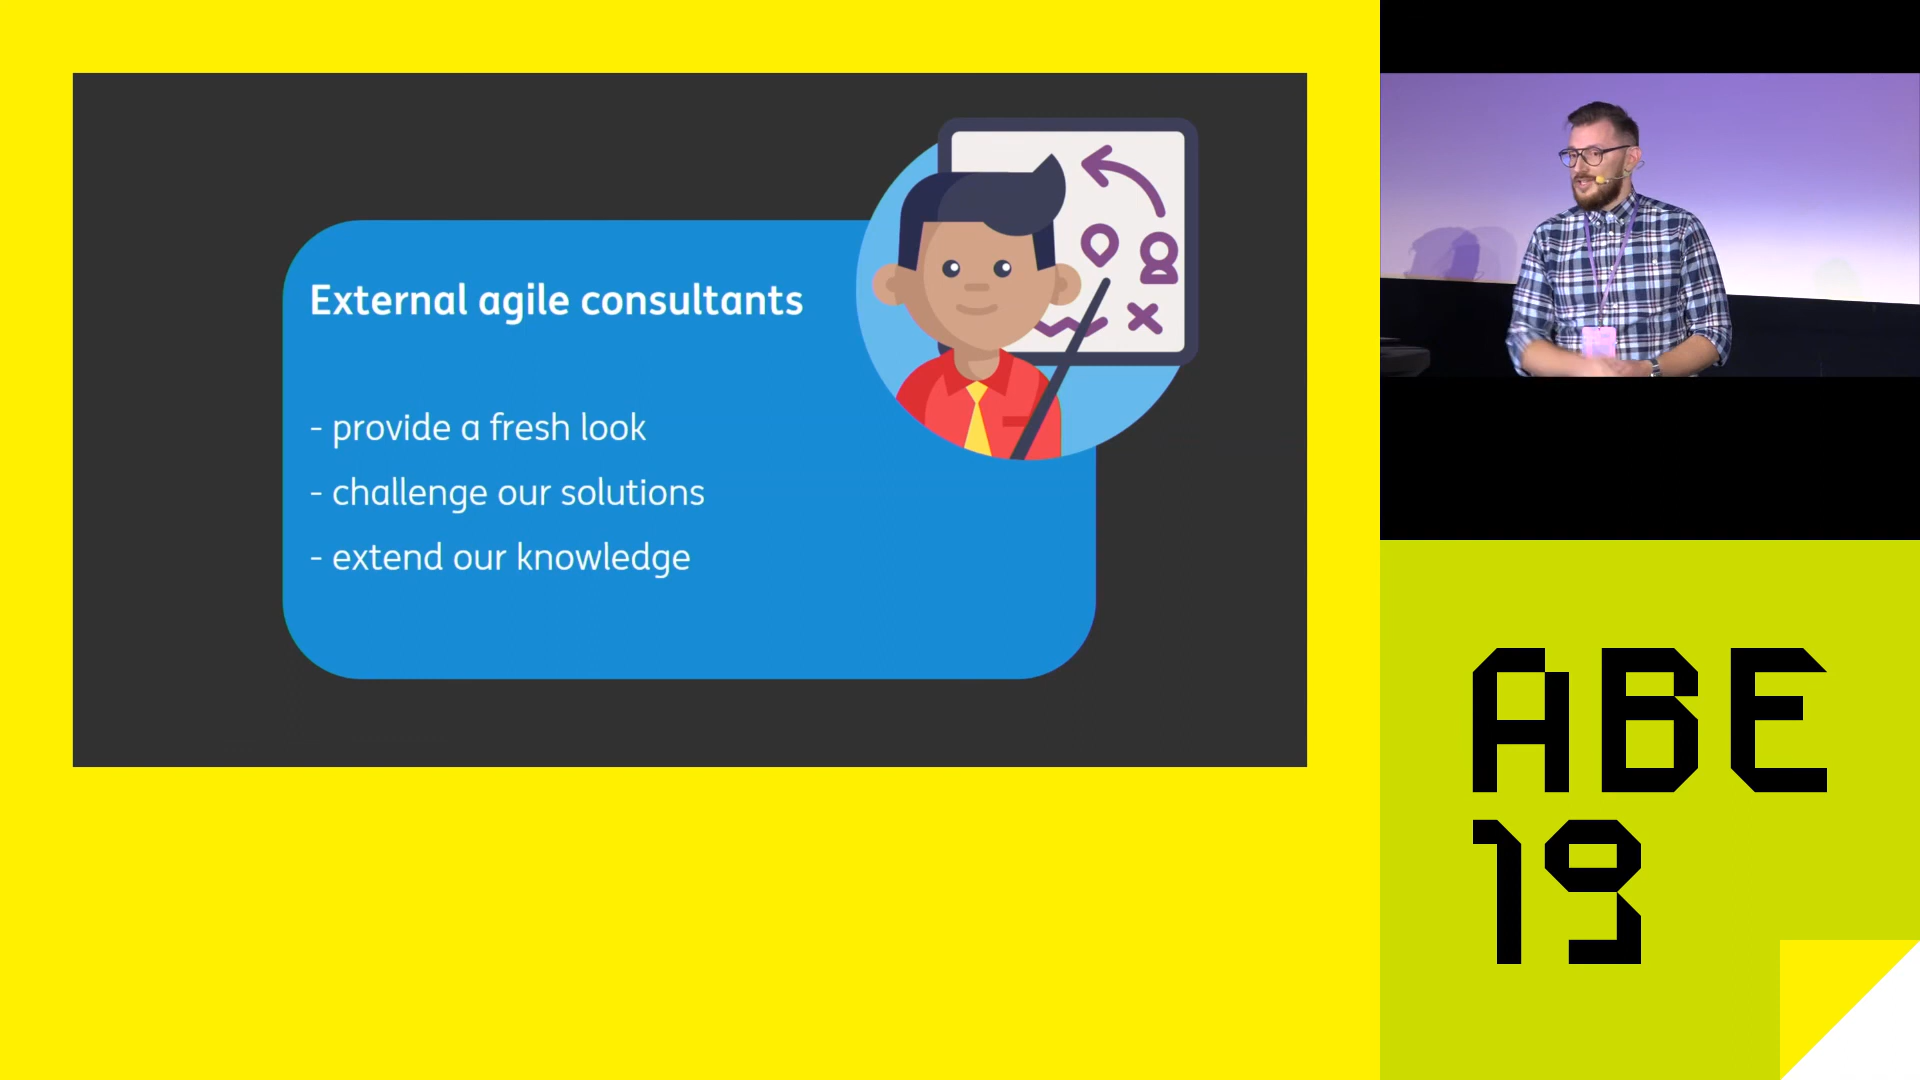 External agile consultants
- provide a fresh look
- challenge our solutions
- extend our knowledge
ABE
19